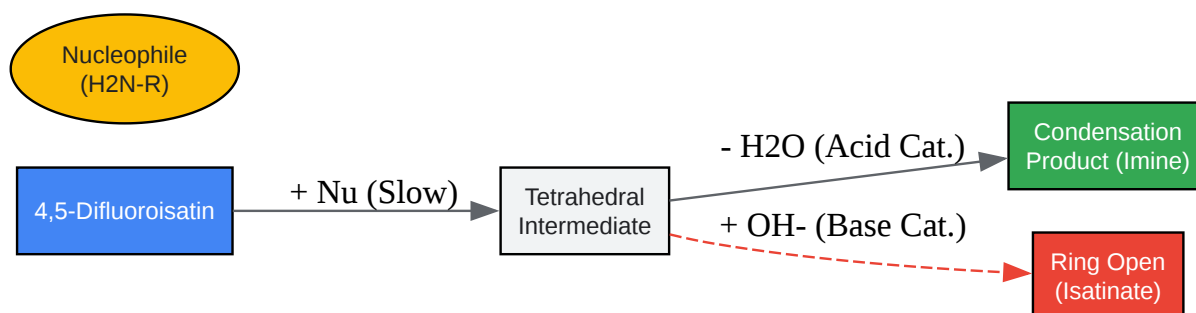 Nucleophile
(H2N-R)
4,5-Difluoroisatin
+ Nu (Slow)
Tetrahedral
Intermediate
- H2O (Acid Cat.)
+ OH- (Base Cat.)
Condensation
Product (Imine)
Ring Open
(Isatinate)